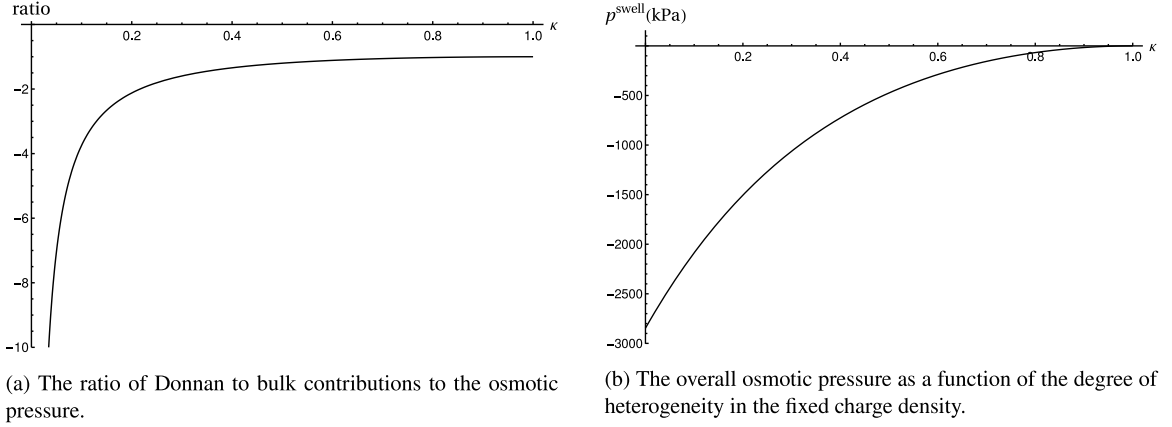 ratio
κ
0.2 0.4 0.6 0.8 1.0
−2
−4
−6
−8
−10
(a) The ratio of Donnan to bulk contributions to the osmotic
pressure.
p^swell(kPa)
κ
0.2 0.4 0.6 0.8 1.0
−500
−1000
−1500
−2000
−2500
−3000
(b) The overall osmotic pressure as a function of the degree of
heterogeneity in the fixed charge density.